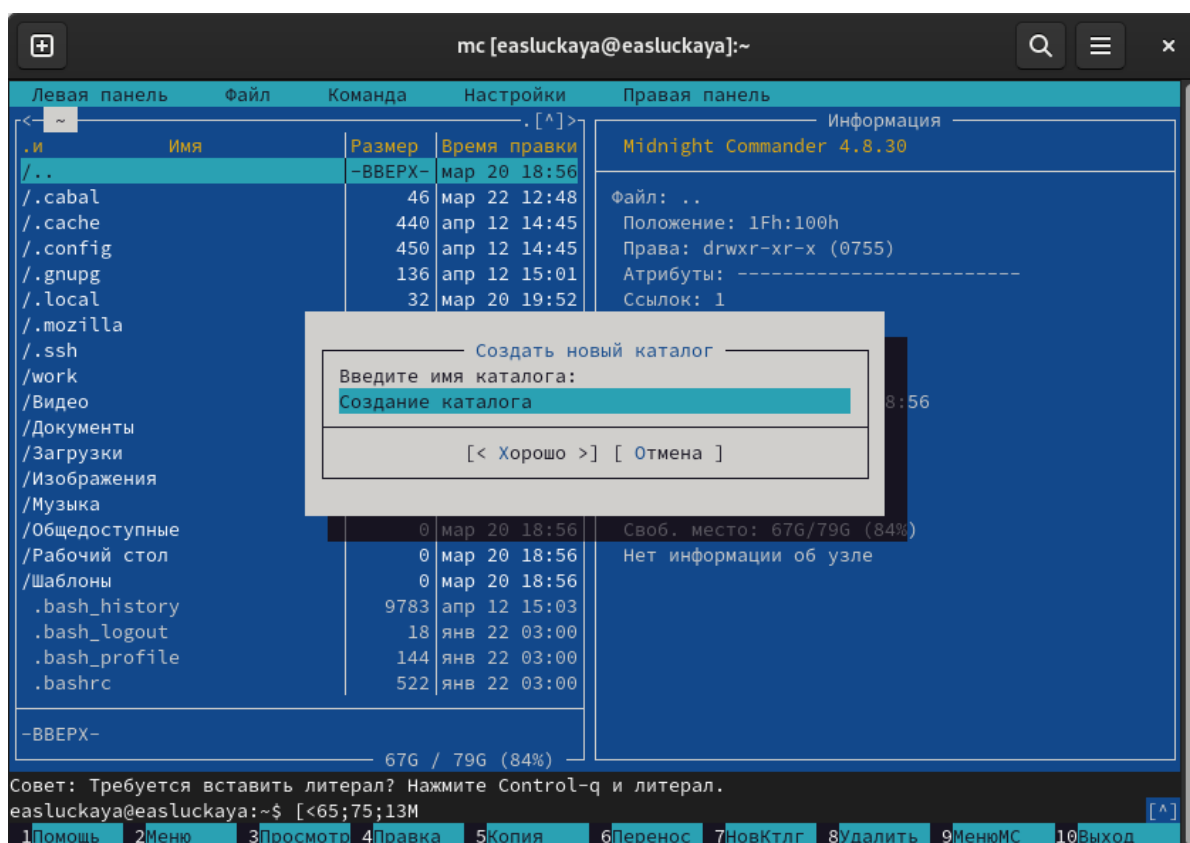 mc [easluckaya@easluckaya]:~
Левая панель Файл Команда Настройки Правая панель
<- ~ .[^]> Информация
.и Имя Размер Время правки Midnight Commander 4.8.30
/.. -ВВЕРХ- мар 20 18:56
/.cabal 46 мар 22 12:48 Файл: ..
/.cache 440 апр 12 14:45 Положение: 1Fh:100h
/.config 450 апр 12 14:45 Права: drwxr-xr-x (0755)
/.gnupg 136 апр 12 15:01 Атрибуты: -------------------------
/.local 32 мар 20 19:52 Ссылок: 1
/.mozilla
/.ssh Создать новый каталог
/work Введите имя каталога:
/Видео Создание каталога 8:56
/Документы
/Загрузки [< Хорошо >] [ Отмена ]
/Изображения
/Музыка
/Общедоступные 0 мар 20 18:56 Своб. место: 67G/79G (84%)
/Рабочий стол 0 мар 20 18:56 Нет информации об узле
/Шаблоны 0 мар 20 18:56
.bash_history 9783 апр 12 15:03
.bash_logout 18 янв 22 03:00
.bash_profile 144 янв 22 03:00
.bashrc 522 янв 22 03:00
-ВВЕРХ-
67G / 79G (84%)
Совет: Требуется вставить литерал? Нажмите Control-q и литерал.
easluckaya@easluckaya:~$ [<65;75;13M [^]
1Помощь 2Меню 3Просмотр 4Правка 5Копия 6Перенос 7НовКтлг 8Удалить 9МенюМС 10Выход